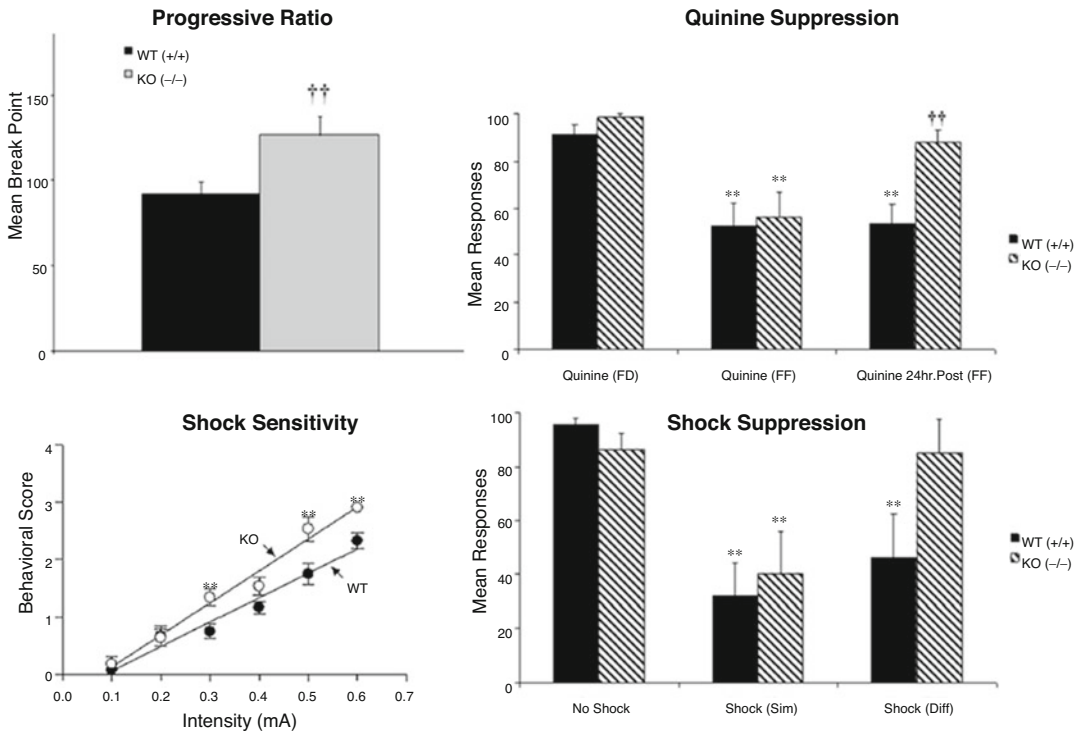 Progressive Ratio
WT (+/+)
KO (–/–)
††
Mean Break Point
150
100
50
0
Quinine Suppression
100
80
60
40
20
0
Mean Responses
**
**
**
††
WT (+/+)
KO (–/–)
Quinine (FD)
Quinine (FF)
Quinine 24hr.Post (FF)
Shock Sensitivity
4
3
2
1
0
Behavioral Score
**
**
**
KO
WT
0.0
0.1
0.2
0.3
0.4
0.5
0.6
0.7
Intensity (mA)
Shock Suppression
100
80
60
40
20
0
Mean Responses
**
**
**
WT (+/+)
KO (–/–)
No Shock
Shock (Sim)
Shock (Diff)